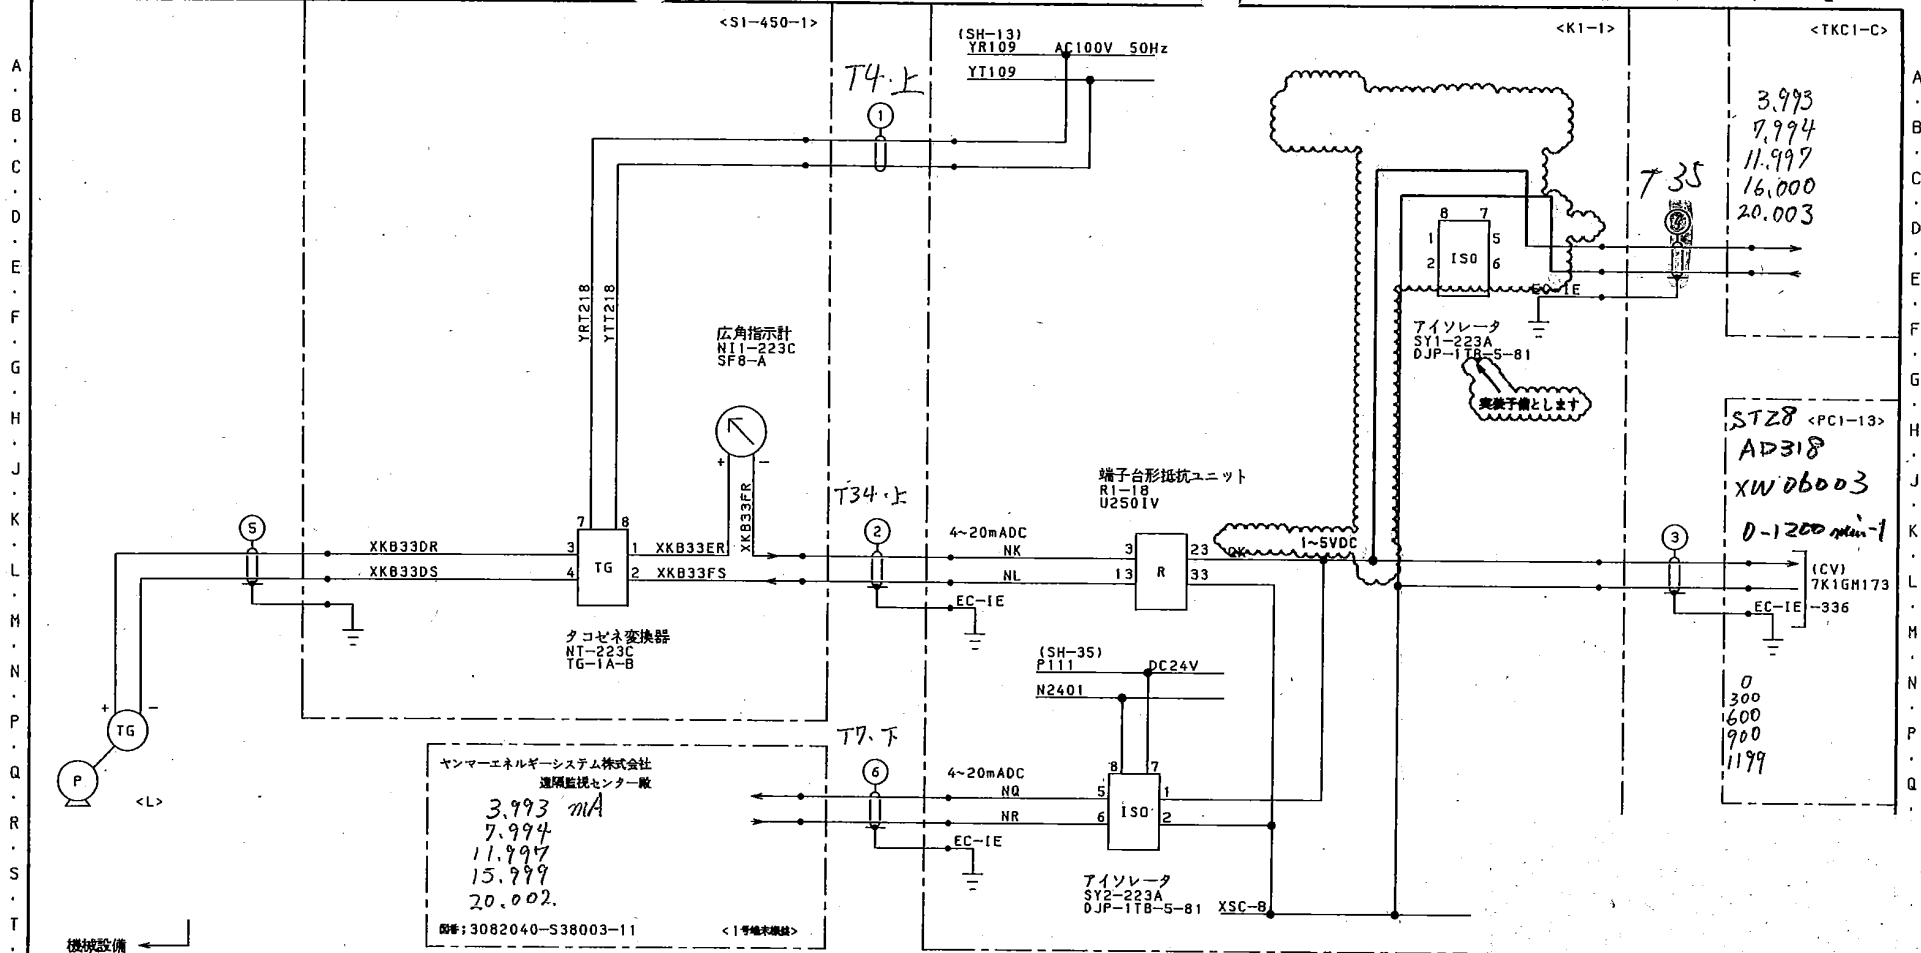 <S1-450-1>
<K1-1>
<TKC1-C>
(SH-13)
YR109 AC100V 50Hz
YT109
T4.上
1
T35
3.993
7.994
11.997
16.000
20.003
8 7
1 5
2 6
ISO
EC-IE
アイソレータ
SY1-223A
DJP-1TB-5-81
実装予備とします
YRT218
YTT218
広角指示計
NI1-223C
SF8-A
+ -
XKB33FR
T34.上
2
端子台形抵抗ユニット
R1-18
U250IV
STZ8 <PC1-13>
AD318
XW06003
0-1200 min-1
5
XKB33DR
XKB33DS
7 8
3 1
4 2
TG
XKB33ER
XKB33FS
4~20mADC
NK
NL
EC-IE
3 23
13 33
R
1~5VDC
3
(CV)
7K1GM173
-336
EC-IE
タコゼネ変換器
NT-223C
TG-1A-B
(SH-35)
P111 DC24V
N2401
0
300
600
900
1199
+ -
TG
P
<L>
T7.下
6
ヤンマーエネルギーシステム株式会社
遠隔監視センター殿
3.993 mA
7.994
11.997
15.999
20.002.
図番;3082040-S38003-11
4~20mADC
NQ
NR
EC-IE
8 7
5 1
6 2
ISO
アイソレータ
SY2-223A
DJP-1TB-5-81
XSC-8
機械設備
A
B
C
D
E
F
G
H
J
K
L
M
N
P
Q
R
S
T
A
B
C
D
E
F
G
H
J
K
L
M
N
P
Q